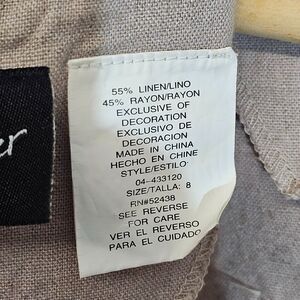 55% LINEN/LINO
45% RAYON/RAYON
EXCLUSIVE OF
DECORATION
EXCLUSIVO DE
DECORACION
MADE IN CHINA
HECHO EN CHINE
STYLE/ESTILO:
04-433120
SIZE/TALLA: 8
RN#52438
SEE REVERSE
FOR CARE
VER EL REVERSO
PARA EL CUIDADO
er